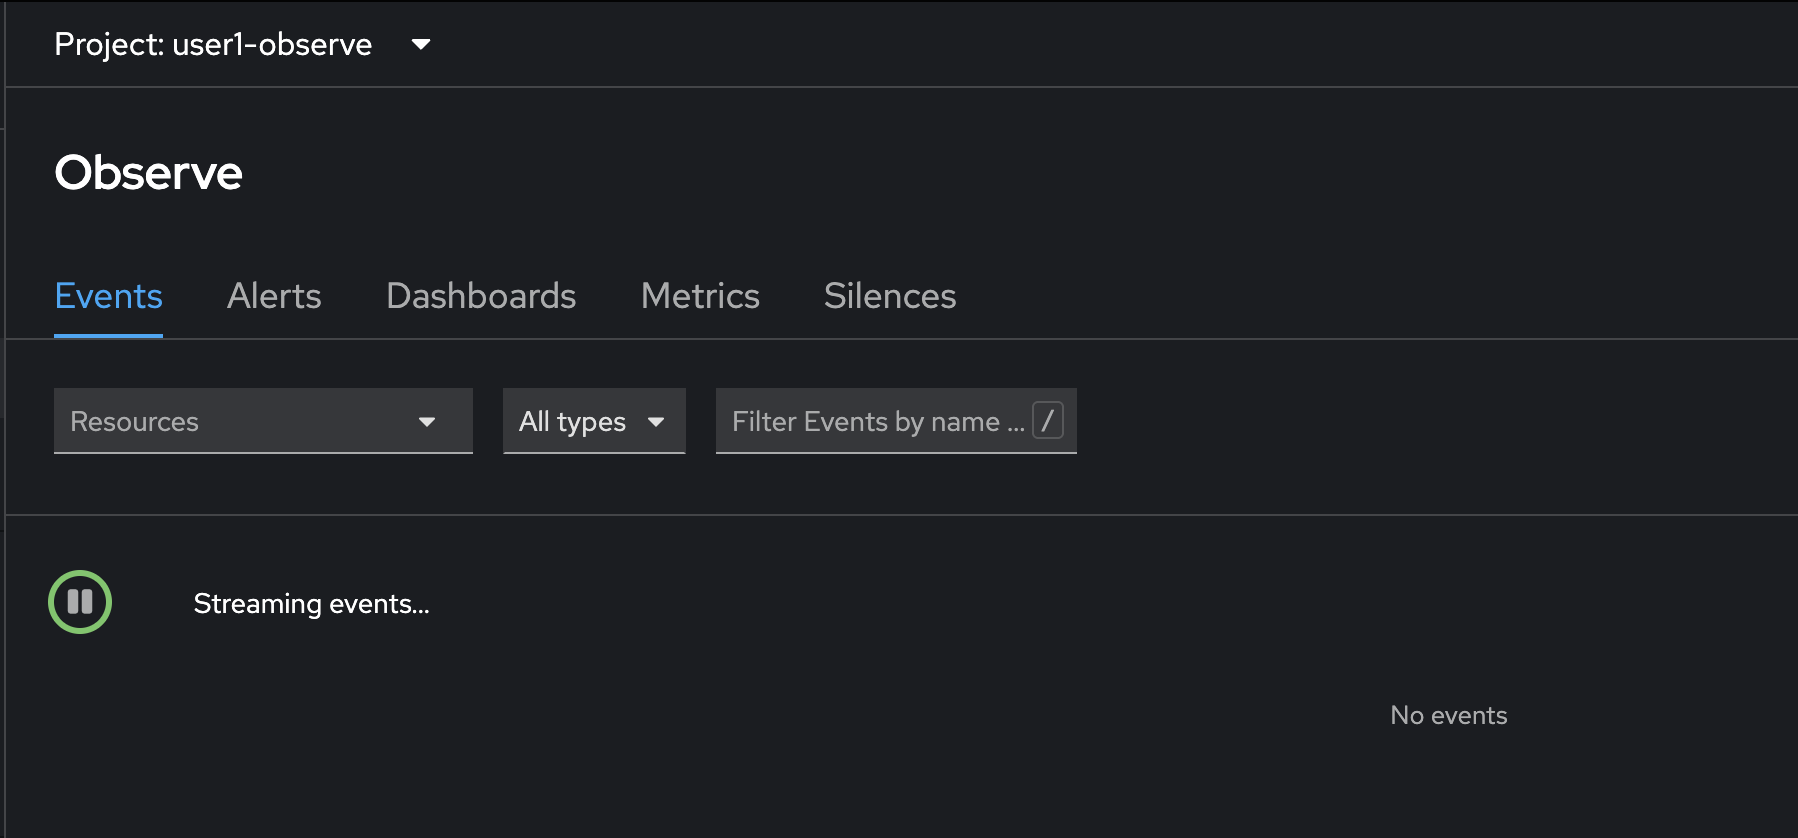 Project: user1-observe
Observe
Events Alerts Dashboards Metrics Silences
Resources All types Filter Events by name ... /
Streaming events...
No events